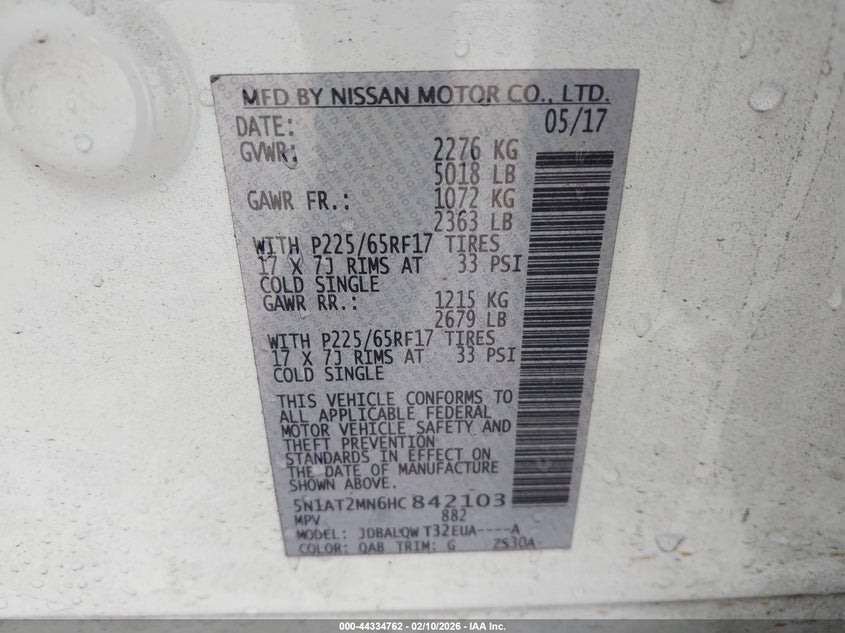 MFD BY NISSAN MOTOR CO., LTD.
DATE: 05/17
GVWR: 2276 KG
5018 LB
GAWR FR.: 1072 KG
2363 LB
WITH P225/65RF17 TIRES
17 X 7J RIMS AT 33 PSI
COLD SINGLE
GAWR RR.: 1215 KG
2679 LB
WITH P225/65RF17 TIRES
17 X 7J RIMS AT 33 PSI
COLD SINGLE
THIS VEHICLE CONFORMS TO
ALL APPLICABLE FEDERAL
MOTOR VEHICLE SAFETY AND
THEFT PREVENTION
STANDARDS IN EFFECT ON
THE DATE OF MANUFACTURE
SHOWN ABOVE.
5N1AT2MN6HC842103
MPV 882
MODEL: JDBALQWT32EUA----A
COLOR: QAB TRIM: G ZS30A
000-44334762 - 02/10/2026 - IAA Inc.